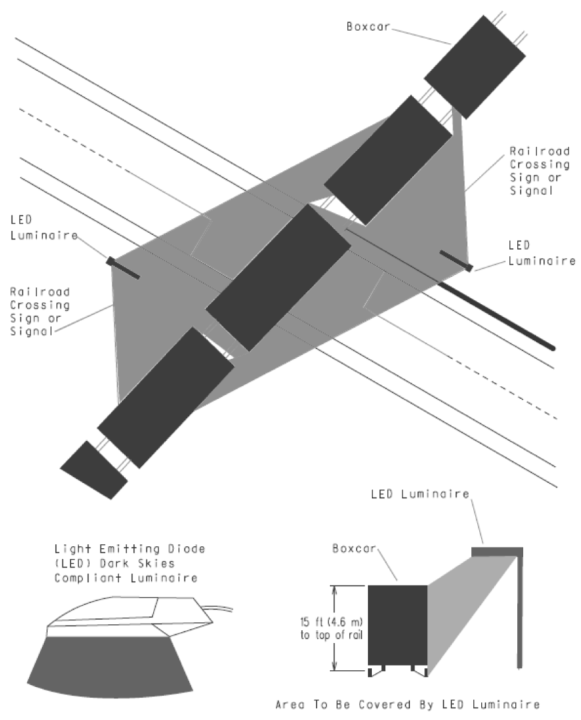 Boxcar
Railroad
Crossing
Sign or
Signal
LED
Luminaire
LED
Luminaire
Railroad
Crossing
Sign or
Signal
LED Luminaire
Light Emitting Diode
(LED) Dark Skies
Compliant Luminaire
Boxcar
15 ft (4.6 m)
to top of rail
Area To Be Covered By LED Luminaire